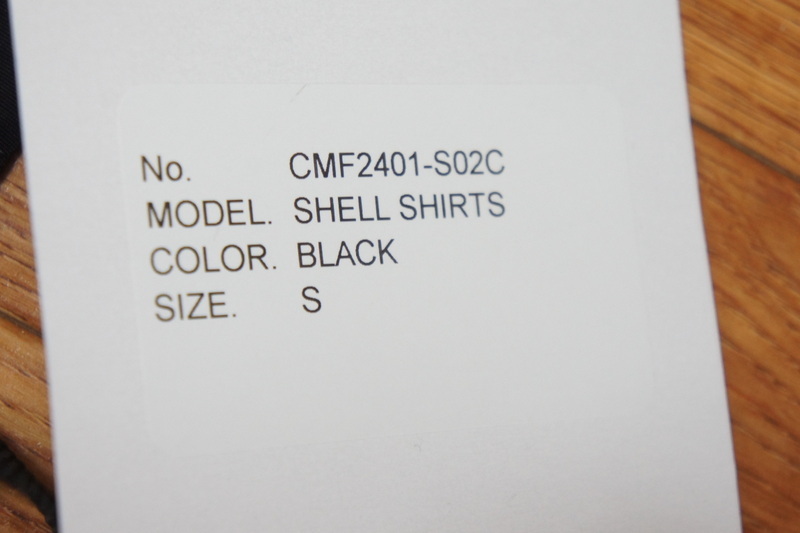 No. CMF2401-S02C
MODEL. SHELL SHIRTS
COLOR. BLACK
SIZE. S